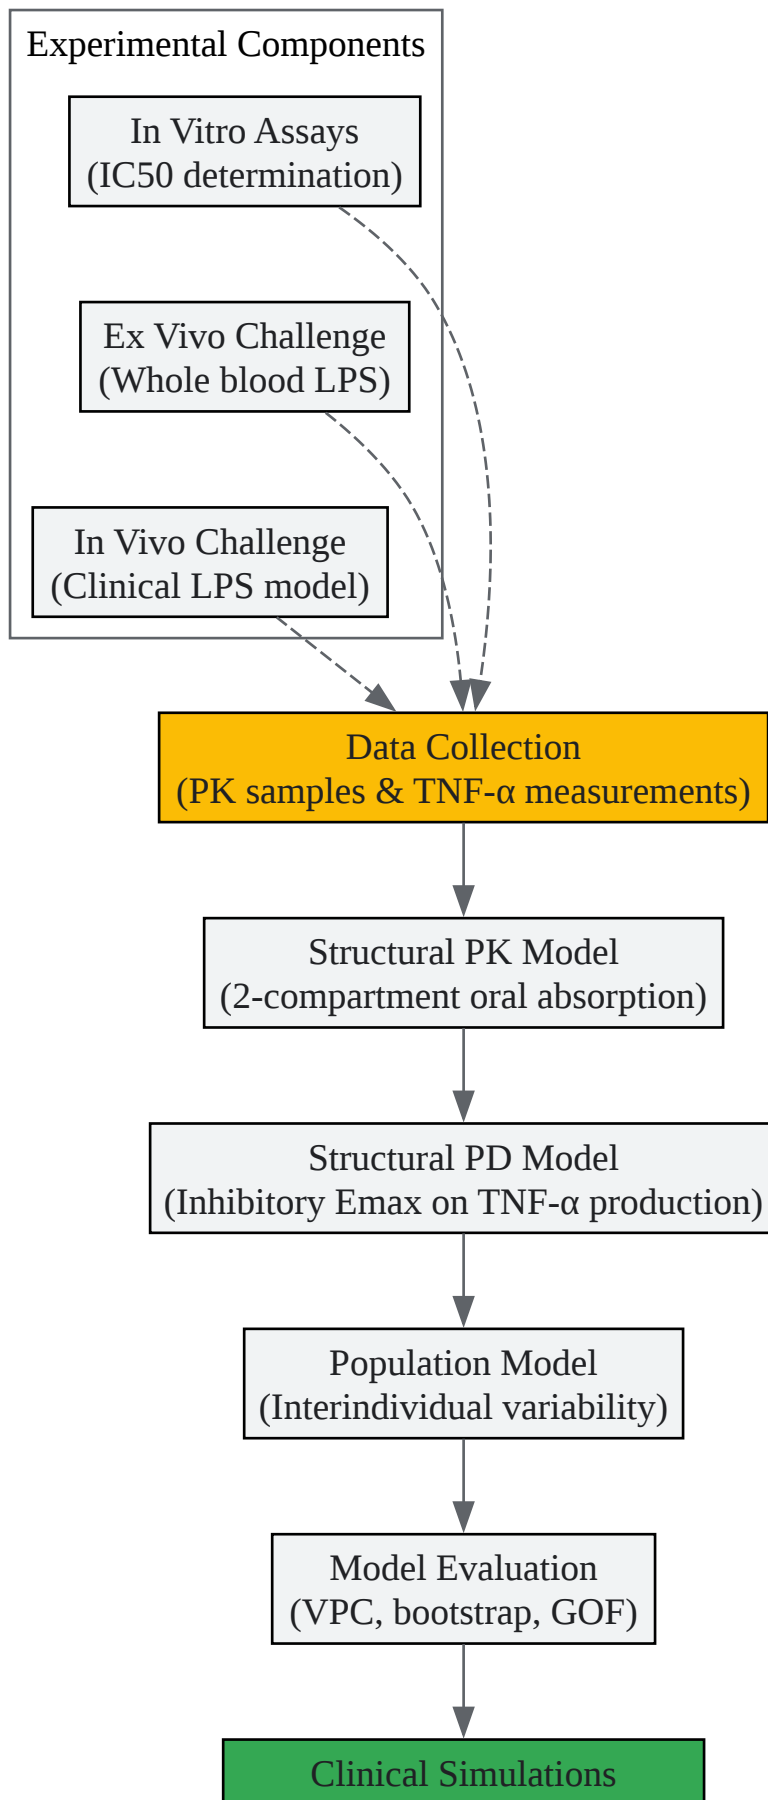 Experimental Components
In Vitro Assays
(IC50 determination)
Ex Vivo Challenge
(Whole blood LPS)
In Vivo Challenge
(Clinical LPS model)
Data Collection
(PK samples & TNF-α measurements)
Structural PK Model
(2-compartment oral absorption)
Structural PD Model
(Inhibitory Emax on TNF-α production)
Population Model
(Interindividual variability)
Model Evaluation
(VPC, bootstrap, GOF)
Clinical Simulations